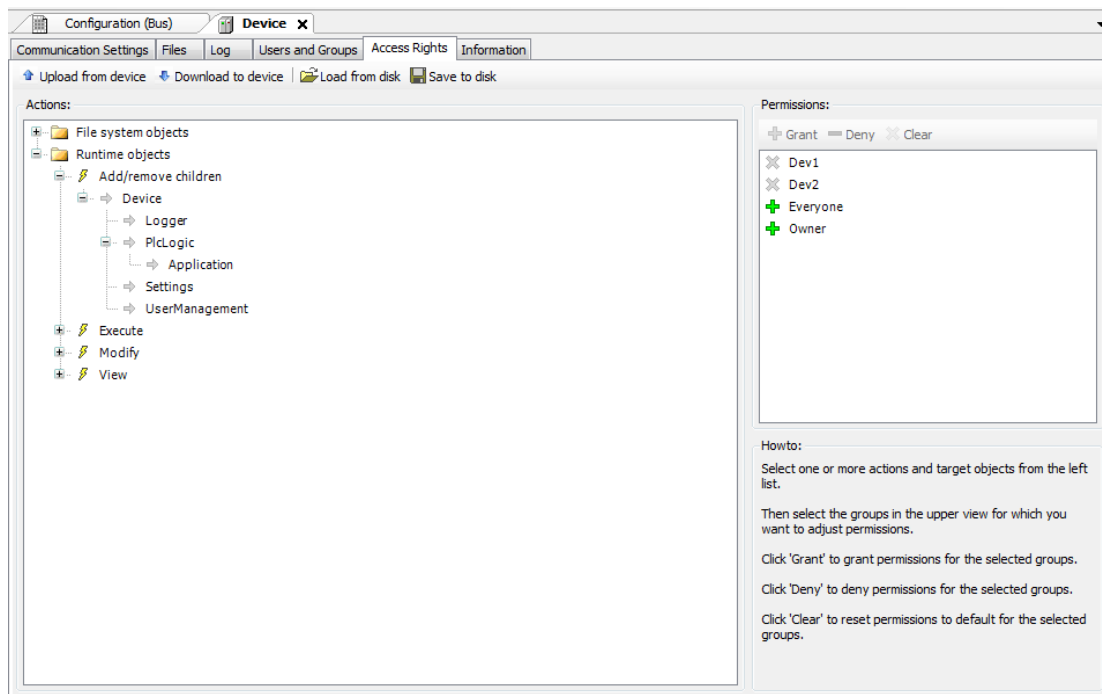 Configuration (Bus) Device
Communication Settings Files Log Users and Groups Access Rights Information
Upload from device Download to device Load from disk Save to disk
Actions:
File system objects
Runtime objects
Add/remove children
Device
Logger
PlcLogic
Application
Settings
UserManagement
Execute
Modify
View
Permissions:
Grant Deny Clear
Dev1
Dev2
Everyone
Owner
Howto:
Select one or more actions and target objects from the left
list.
Then select the groups in the upper view for which you
want to adjust permissions.
Click 'Grant' to grant permissions for the selected groups.
Click 'Deny' to deny permissions for the selected groups.
Click 'Clear' to reset permissions to default for the selected
groups.